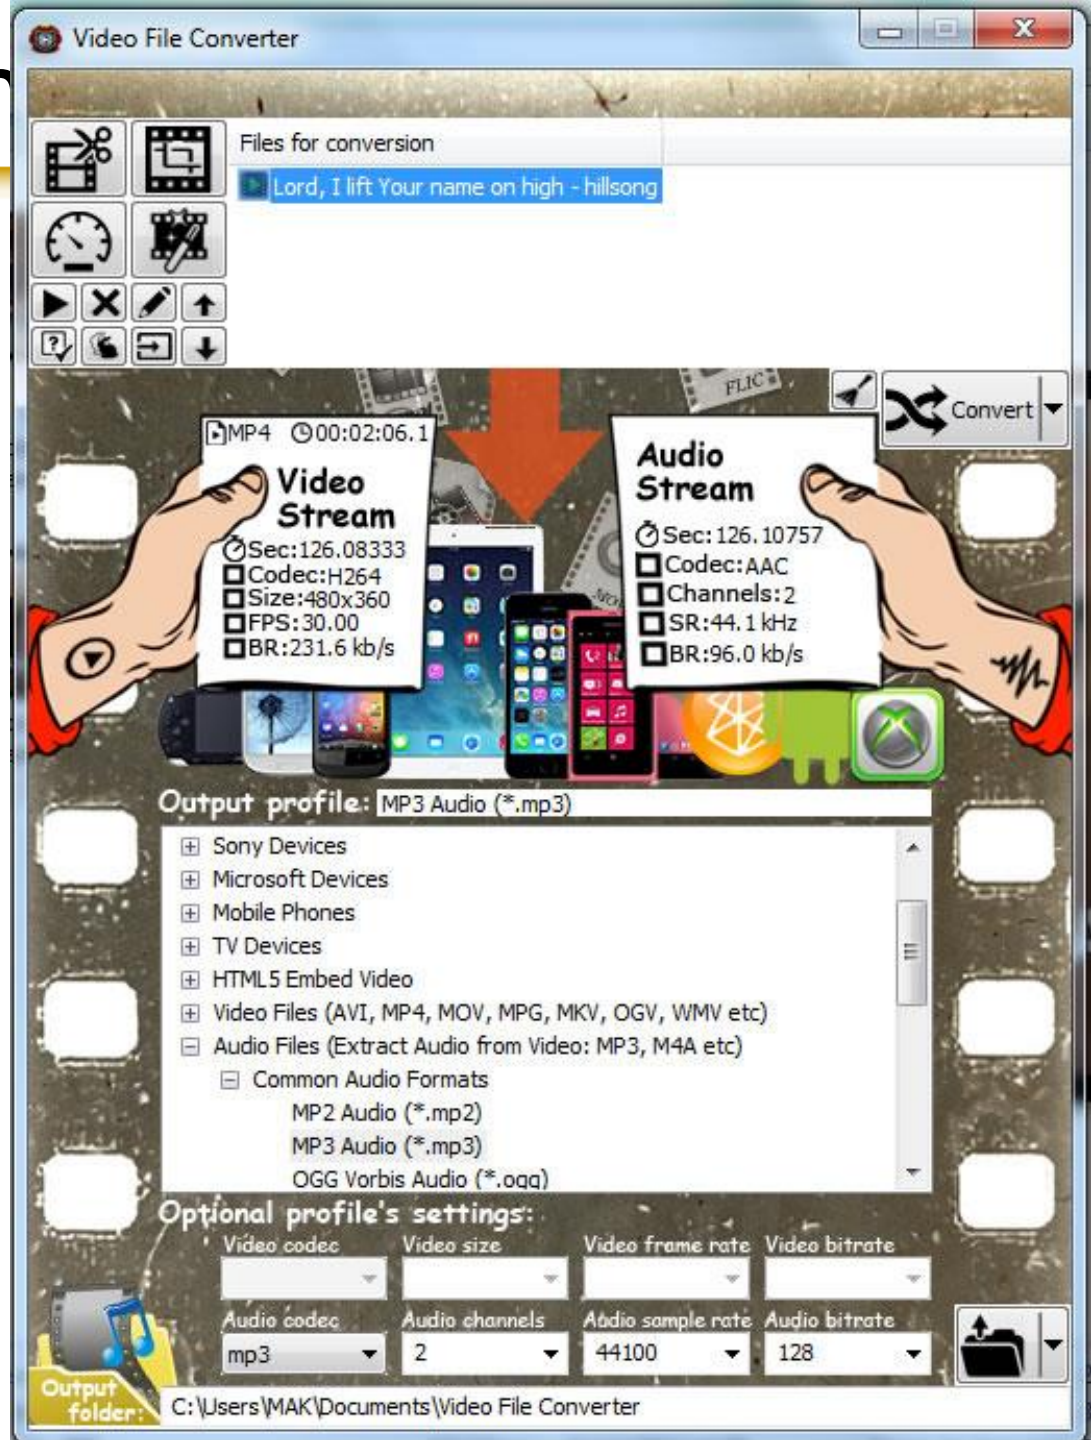 Video File Converter
Files for conversion
Lord, I lift Your name on high - hillsong
FLIC
Convert
MP4 00:02:06.1
Video
Stream
Sec:126.08333
Codec:H264
Size:480x360
FPS:30.00
BR:231.6 kb/s
Audio
Stream
Sec:126.10757
Codec:AAC
Channels:2
SR:44.1 kHz
BR:96.0 kb/s
Output profile: MP3 Audio (*.mp3)
Sony Devices
Microsoft Devices
Mobile Phones
TV Devices
HTML5 Embed Video
Video Files (AVI, MP4, MOV, MPG, MKV, OGV, WMV etc)
Audio Files (Extract Audio from Video: MP3, M4A etc)
Common Audio Formats
MP2 Audio (*.mp2)
MP3 Audio (*.mp3)
OGG Vorbis Audio (*.ogg)
Optional profile's settings:
Video codec Video size Video frame rate Video bitrate
Audio codec Audio channels Audio sample rate Audio bitrate
mp3 2 44100 128
Output folder: C:\Users\MAK\Documents\Video File Converter